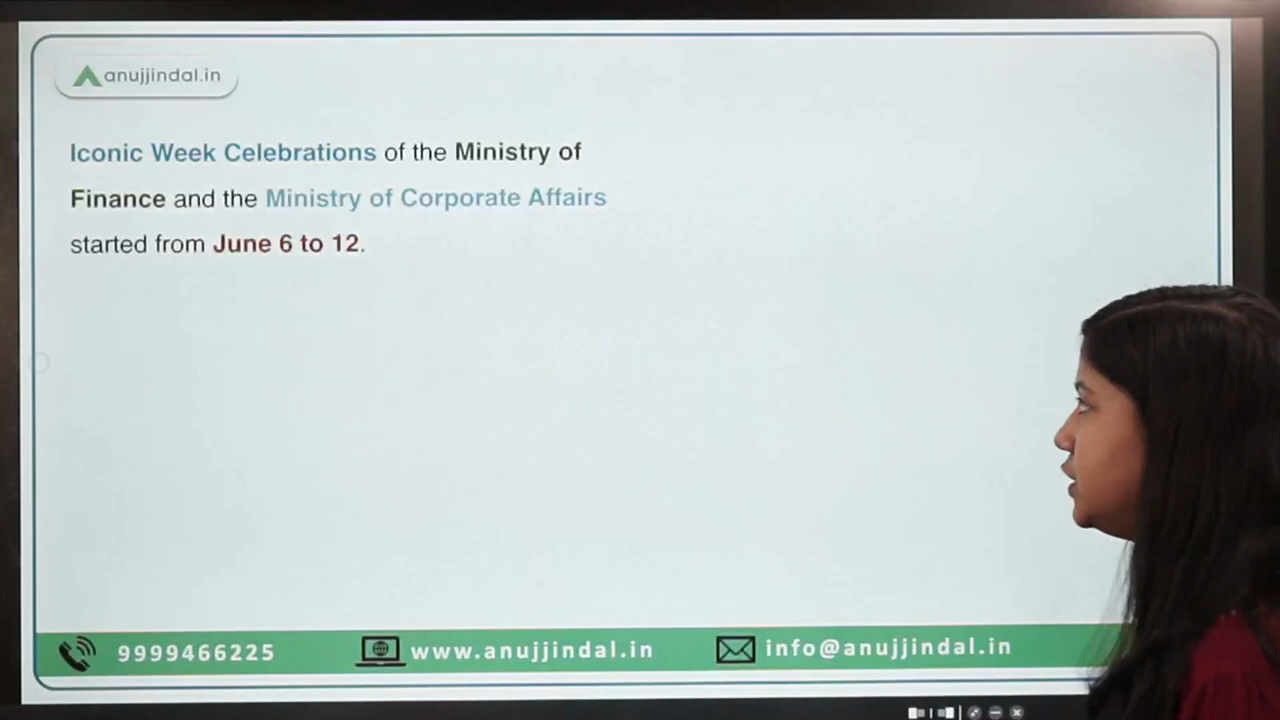 anujjindal.in
Iconic Week Celebrations of the Ministry of
Finance and the Ministry of Corporate Affairs
started from June 6 to 12.
9999466225 www.anujjindal.in info@anujjindal.in